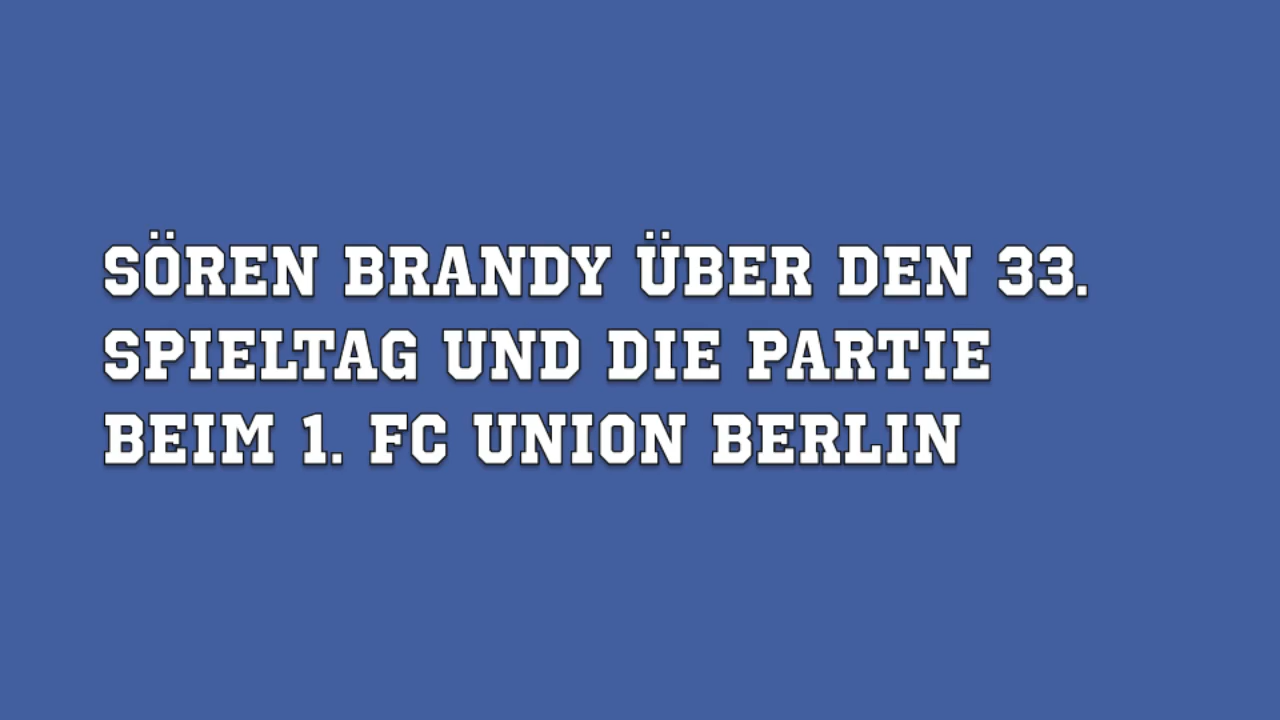 SÖREN BRANDY ÜBER DEN 33.
SPIELTAG UND DIE PARTIE
BEIM 1. FC UNION BERLIN